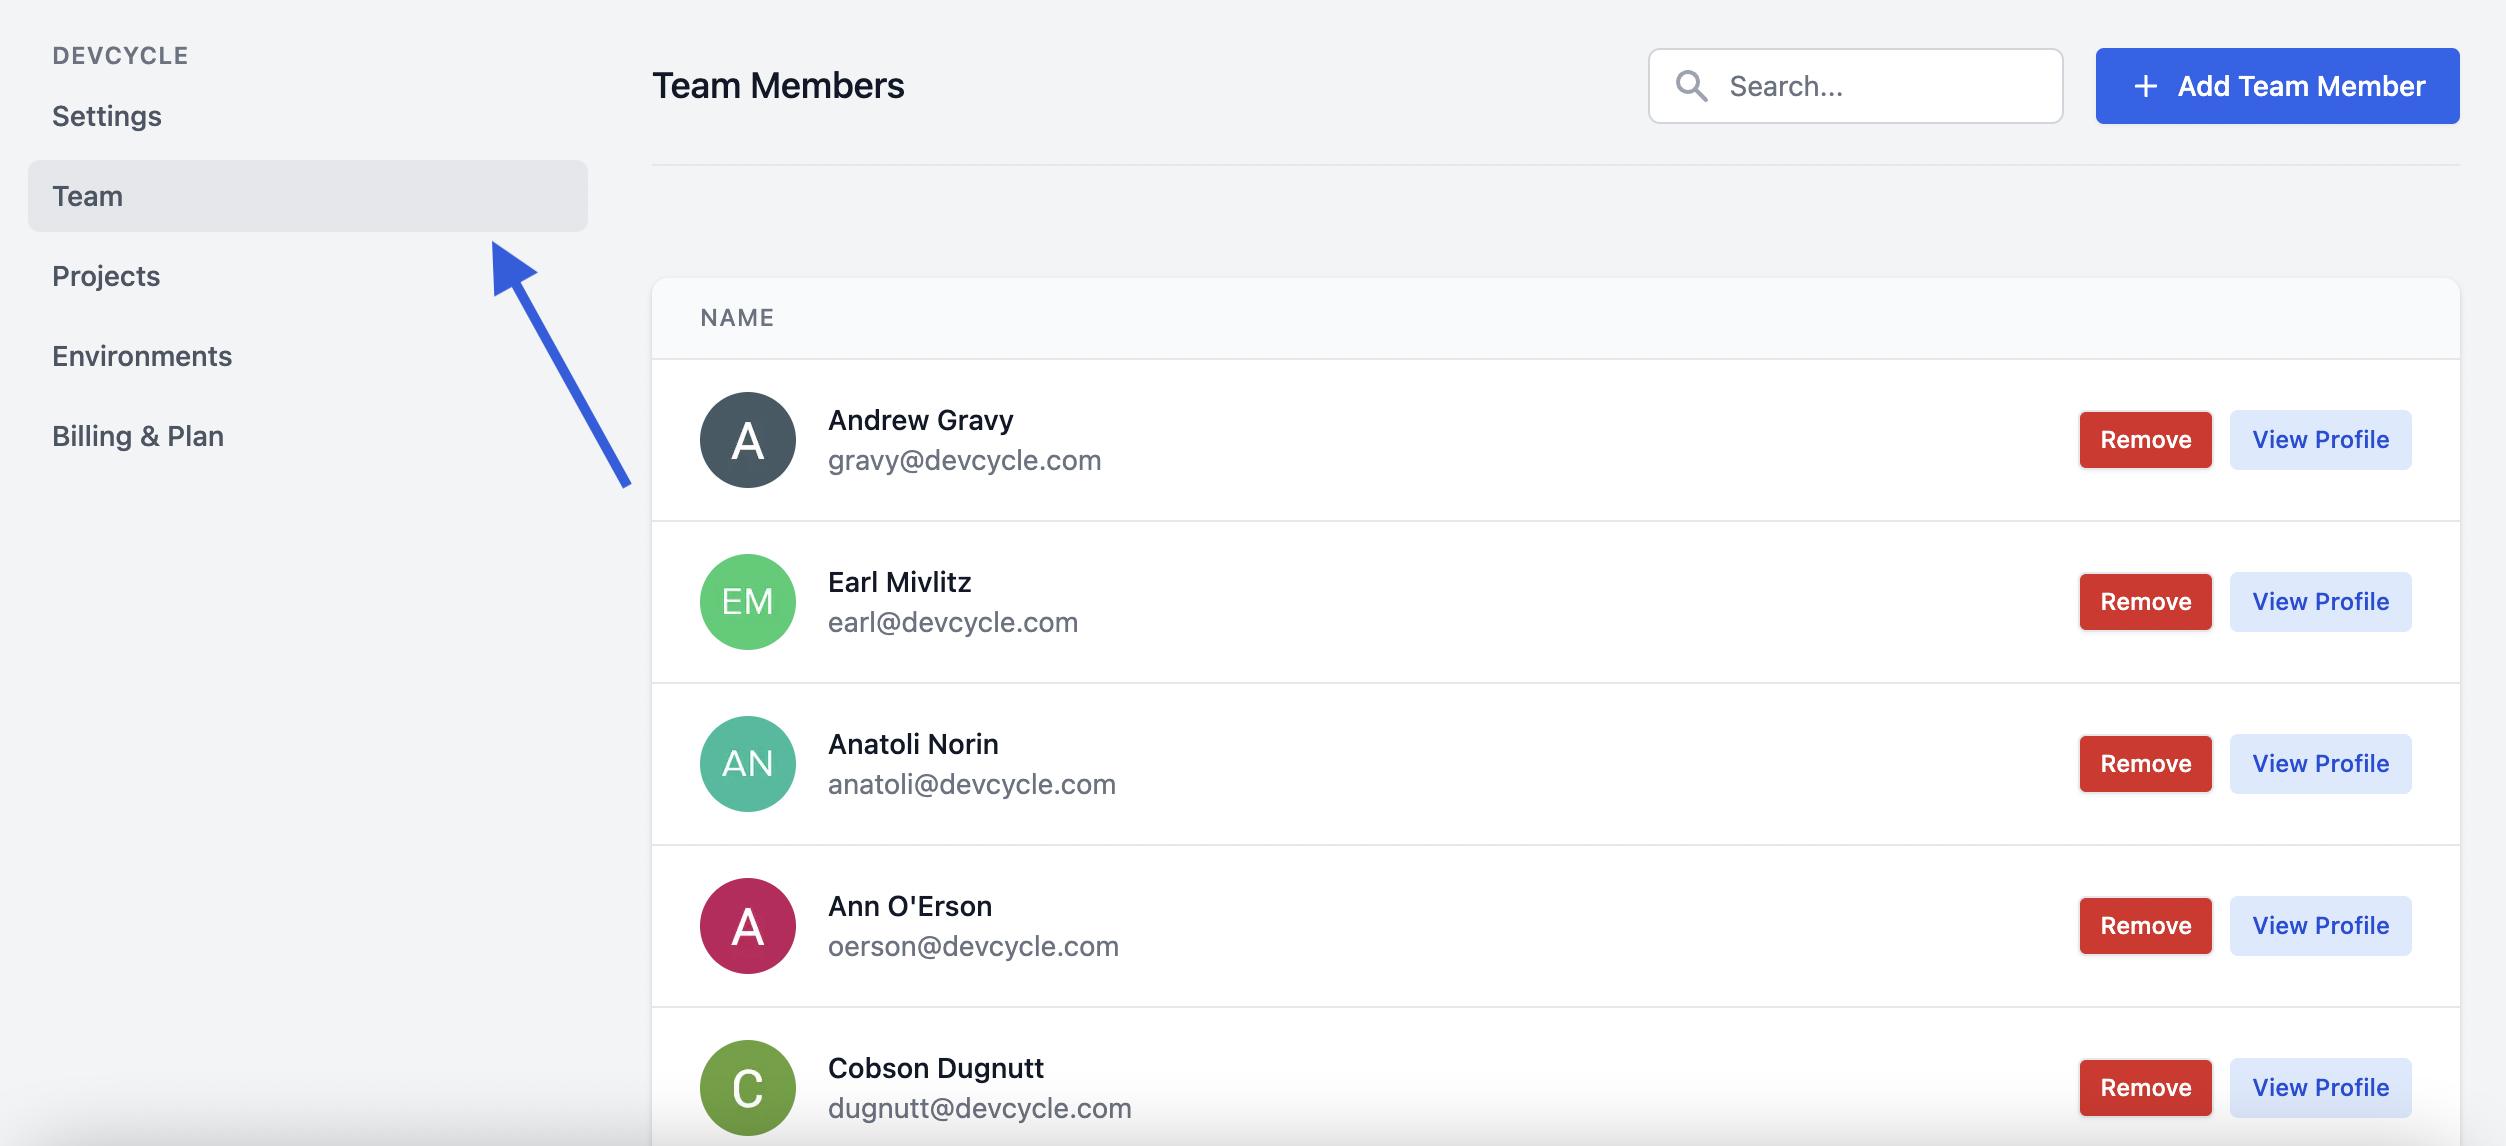 DEVCYCLE
Settings
Team
Projects
Environments
Billing & Plan
Team Members
Search...
+ Add Team Member
NAME
A
Andrew Gravy
gravy@devcycle.com
Remove
View Profile
EM
Earl Mivlitz
earl@devcycle.com
Remove
View Profile
AN
Anatoli Norin
anatoli@devcycle.com
Remove
View Profile
A
Ann O'Erson
oerson@devcycle.com
Remove
View Profile
C
Cobson Dugnutt
dugnutt@devcycle.com
Remove
View Profile